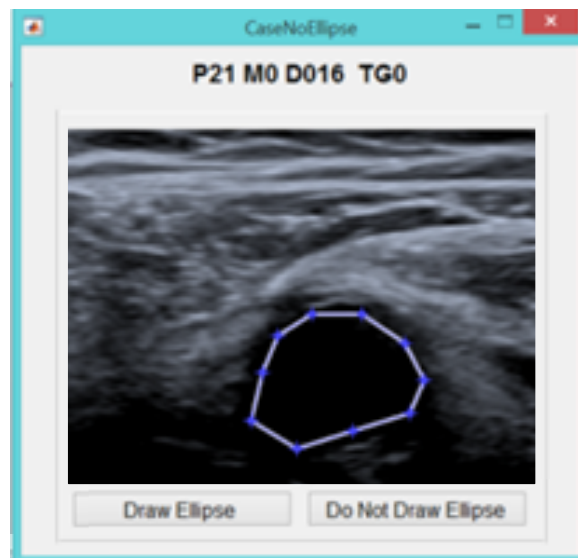 CaseNoEllipse
P21 M0 D016 TG0
Draw Ellipse
Do Not Draw Ellipse